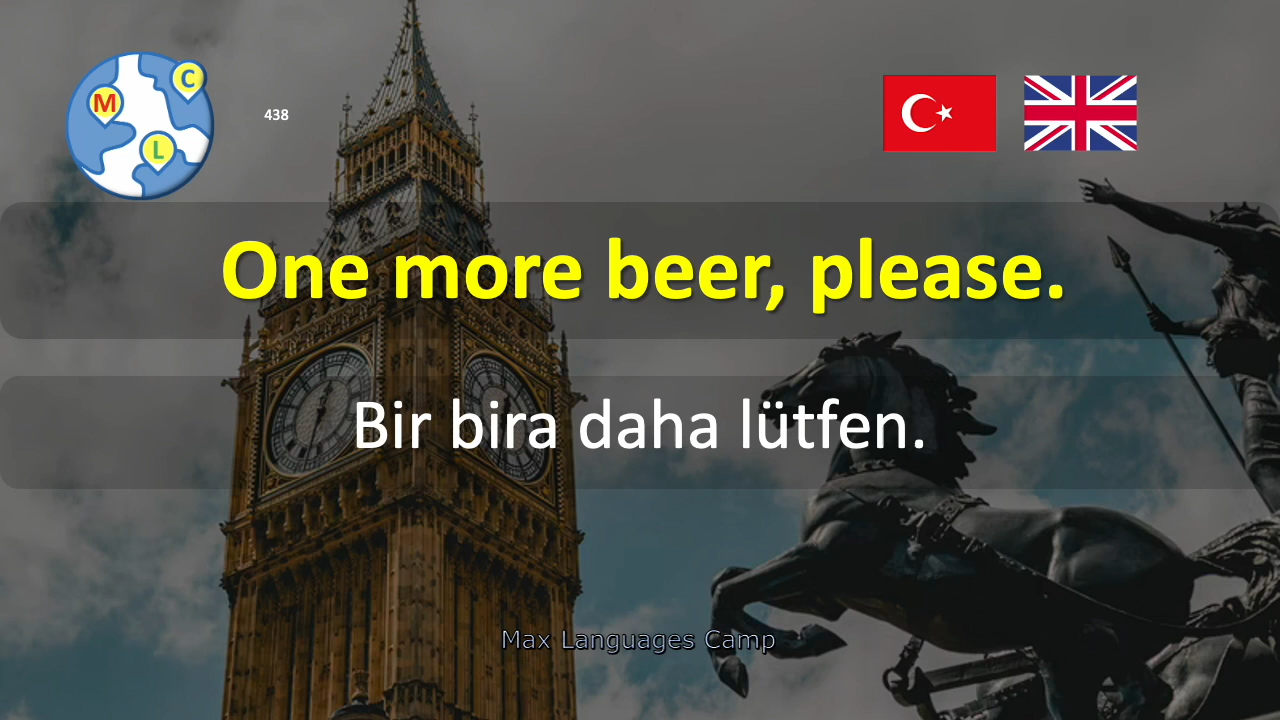 M
C
L
438
One more beer, please.
Bir bira daha lütfen.
Max Languages Camp